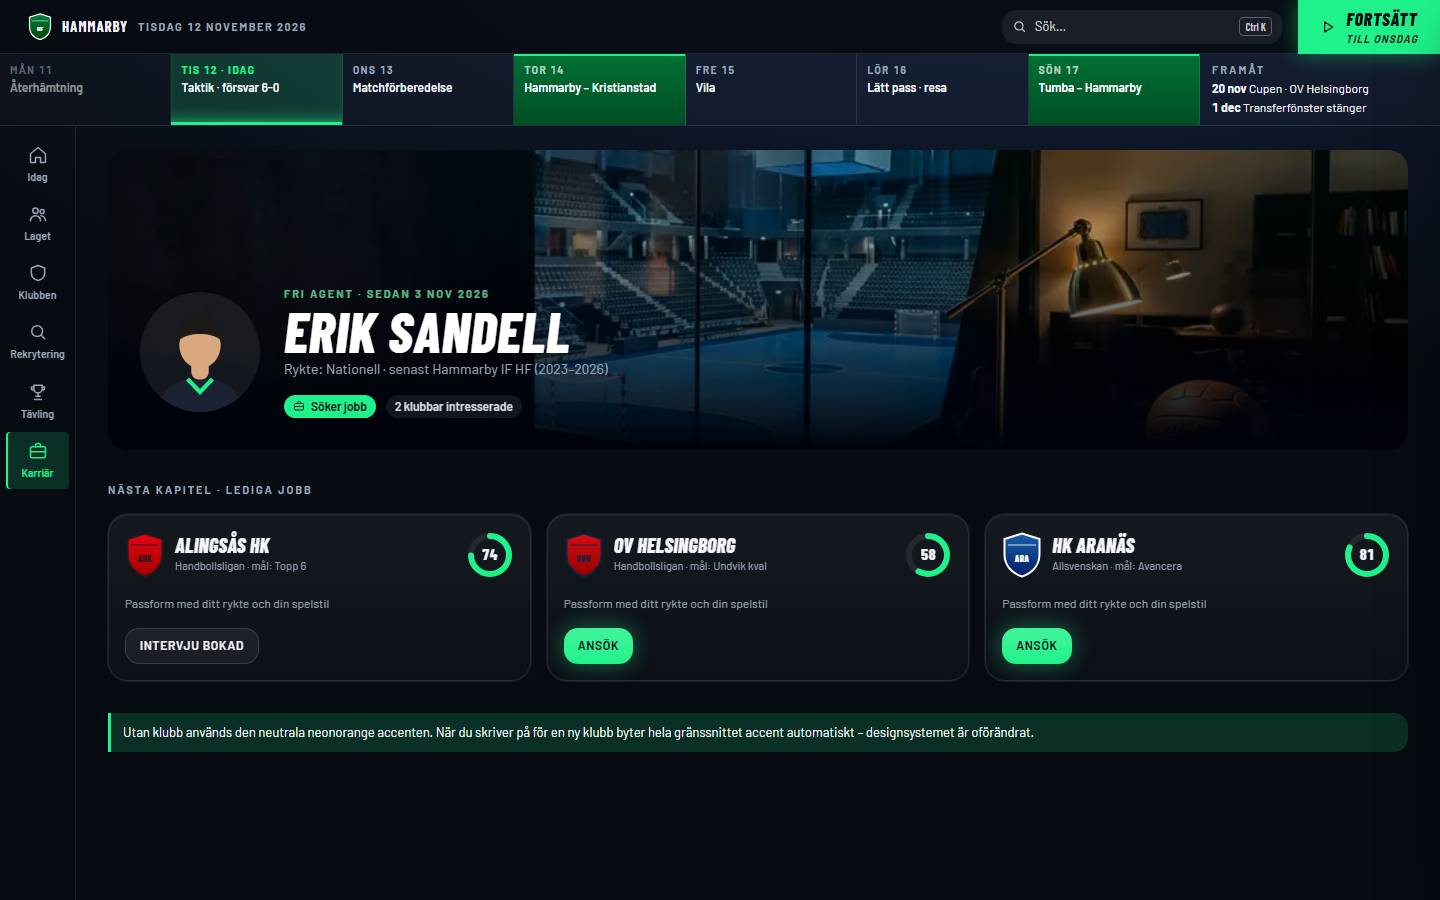 HAMMARBY TISDAG 12 NOVEMBER 2026
Sök...
Ctrl K
FORTSÄTT
TILL ONSDAG
MÅN 11
Återhämtning
TIS 12 · IDAG
Taktik · försvar 6-0
ONS 13
Matchförberedelse
TOR 14
Hammarby – Kristianstad
FRE 15
Vila
LÖR 16
Lätt pass · resa
SÖN 17
Tumba – Hammarby
FRAMÅT
20 nov Cupen · OV Helsingborg
1 dec Transferfönster stänger
Idag
Laget
Klubben
Rekrytering
Tävling
Karriär
FRI AGENT · SEDAN 3 NOV 2026
ERIK SANDELL
Rykte: Nationell · senast Hammarby IF HF (2023–2026)
Söker jobb
2 klubbar intresserade
NÄSTA KAPITEL · LEDIGA JOBB
ALINGSÅS HK
Handbollsligan · mål: Topp 6
74
Passform med ditt rykte och din spelstil
INTERVJU BOKAD
OV HELSINGBORG
Handbollsligan · mål: Undvik kval
58
Passform med ditt rykte och din spelstil
ANSÖK
ARA
HK ARANÄS
Allsvenskan · mål: Avancera
81
Passform med ditt rykte och din spelstil
ANSÖK
Utan klubb används den neutrala neonorange accenten. När du skriver på för en ny klubb byter hela gränssnittet accent automatiskt – designsystemet är oförändrat.